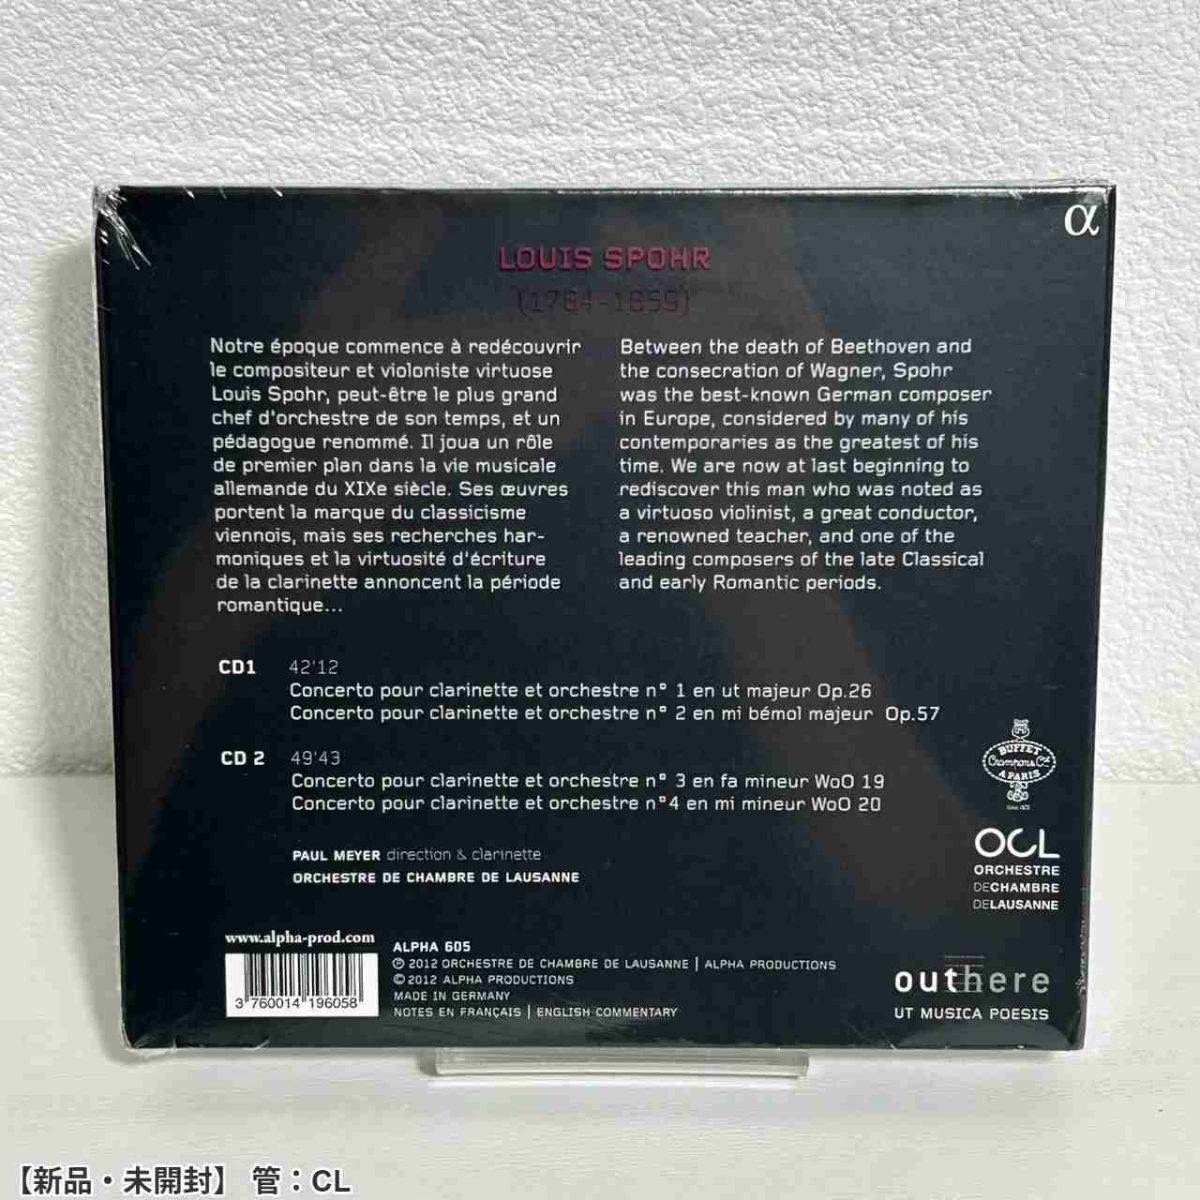 α
LOUIS SPOHR
(1784-1859)
Notre époque commence à redécouvrir
le compositeur et violoniste virtuose
Louis Spohr, peut-être le plus grand
chef d'orchestre de son temps, et un
pédagogue renommé. Il joua un rôle
de premier plan dans la vie musicale
allemande du XIXe siècle. Ses œuvres
portent la marque du classicisme
viennois, mais ses recherches har-
moniques et la virtuosité d'écriture
de la clarinette annoncent la période
romantique...
Between the death of Beethoven and
the consecration of Wagner, Spohr
was the best-known German composer
in Europe, considered by many of his
contemporaries as the greatest of his
time. We are now at last beginning to
rediscover this man who was noted as
a virtuoso violinist, a great conductor,
a renowned teacher, and one of the
leading composers of the late Classical
and early Romantic periods.
CD1 42'12
Concerto pour clarinette et orchestre n° 1 en ut majeur Op.26
Concerto pour clarinette et orchestre n° 2 en mi bémol majeur Op.57
CD 2 49'43
Concerto pour clarinette et orchestre n° 3 en fa mineur WoO 19
Concerto pour clarinette et orchestre n°4 en mi mineur WoO 20
PAUL MEYER direction & clarinette
ORCHESTRE DE CHAMBRE DE LAUSANNE
BUFFET
Crampon & Cie
A PARIS
OCL
ORCHESTRE
DECHAMBRE
DELAUSANNE
www.alpha-prod.com
3 760014 196058
ALPHA 605
℗ 2012 ORCHESTRE DE CHAMBRE DE LAUSANNE | ALPHA PRODUCTIONS
© 2012 ALPHA PRODUCTIONS
MADE IN GERMANY
NOTES EN FRANÇAIS | ENGLISH COMMENTARY
outhere
UT MUSICA POESIS
【新品・未開封】 管：CL